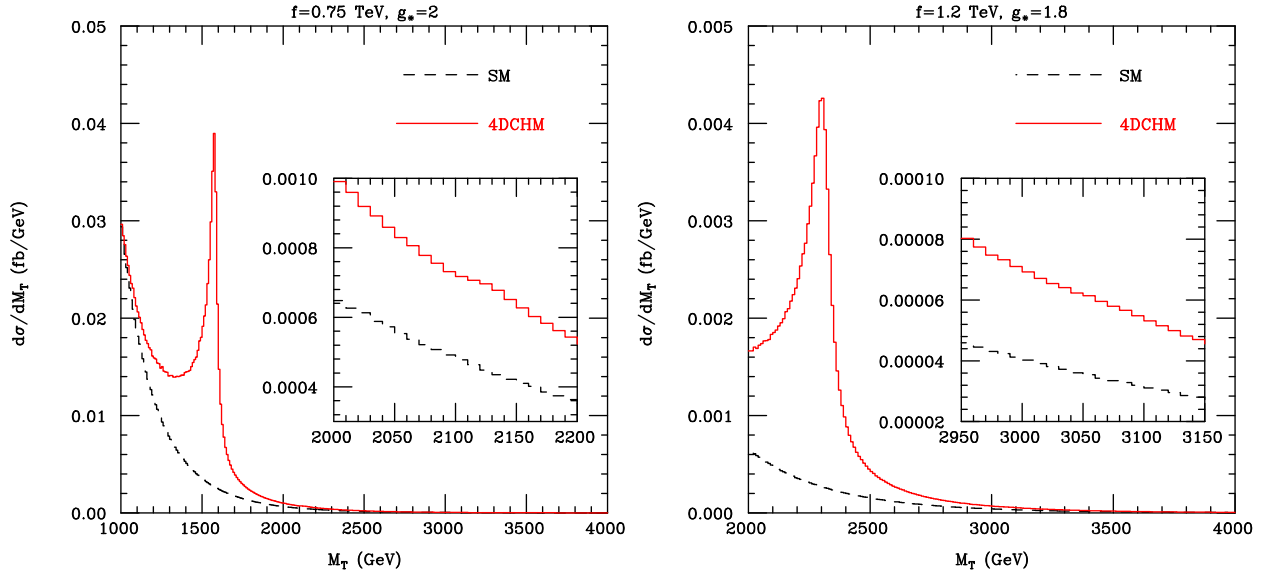 f=0.75 TeV, g*=2
0.05
0.04
0.03
0.02
0.01
0.00
dσ/dM_T (fb/GeV)
SM
4DCHM
0.0010
0.0008
0.0006
0.0004
2000 2050 2100 2150 2200
1000 1500 2000 2500 3000 3500 4000
M_T (GeV)
f=1.2 TeV, g*=1.8
0.005
0.004
0.003
0.002
0.001
0.000
dσ/dM_T (fb/GeV)
SM
4DCHM
0.00010
0.00008
0.00006
0.00004
0.00002
2950 3000 3050 3100 3150
2000 2500 3000 3500 4000
M_T (GeV)